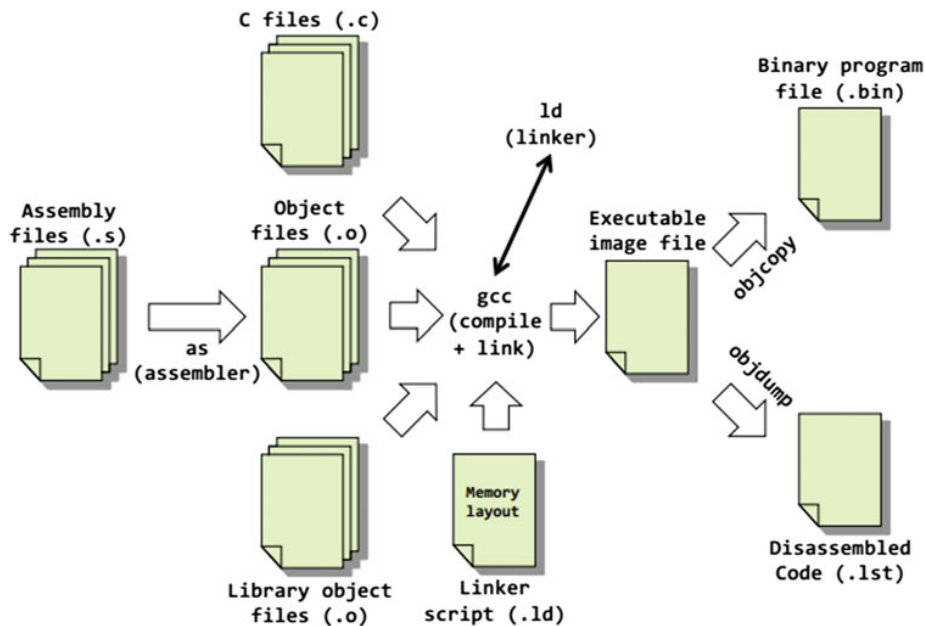 C files (.c)
Binary program
file (.bin)
ld
(linker)
Assembly
files (.s)
Object
files (.o)
Executable
image file
objcopy
gcc
(compile
+ link)
as
(assembler)
objdump
Memory
layout
Library object
files (.o)
Linker
script (.ld)
Disassembled
Code (.lst)